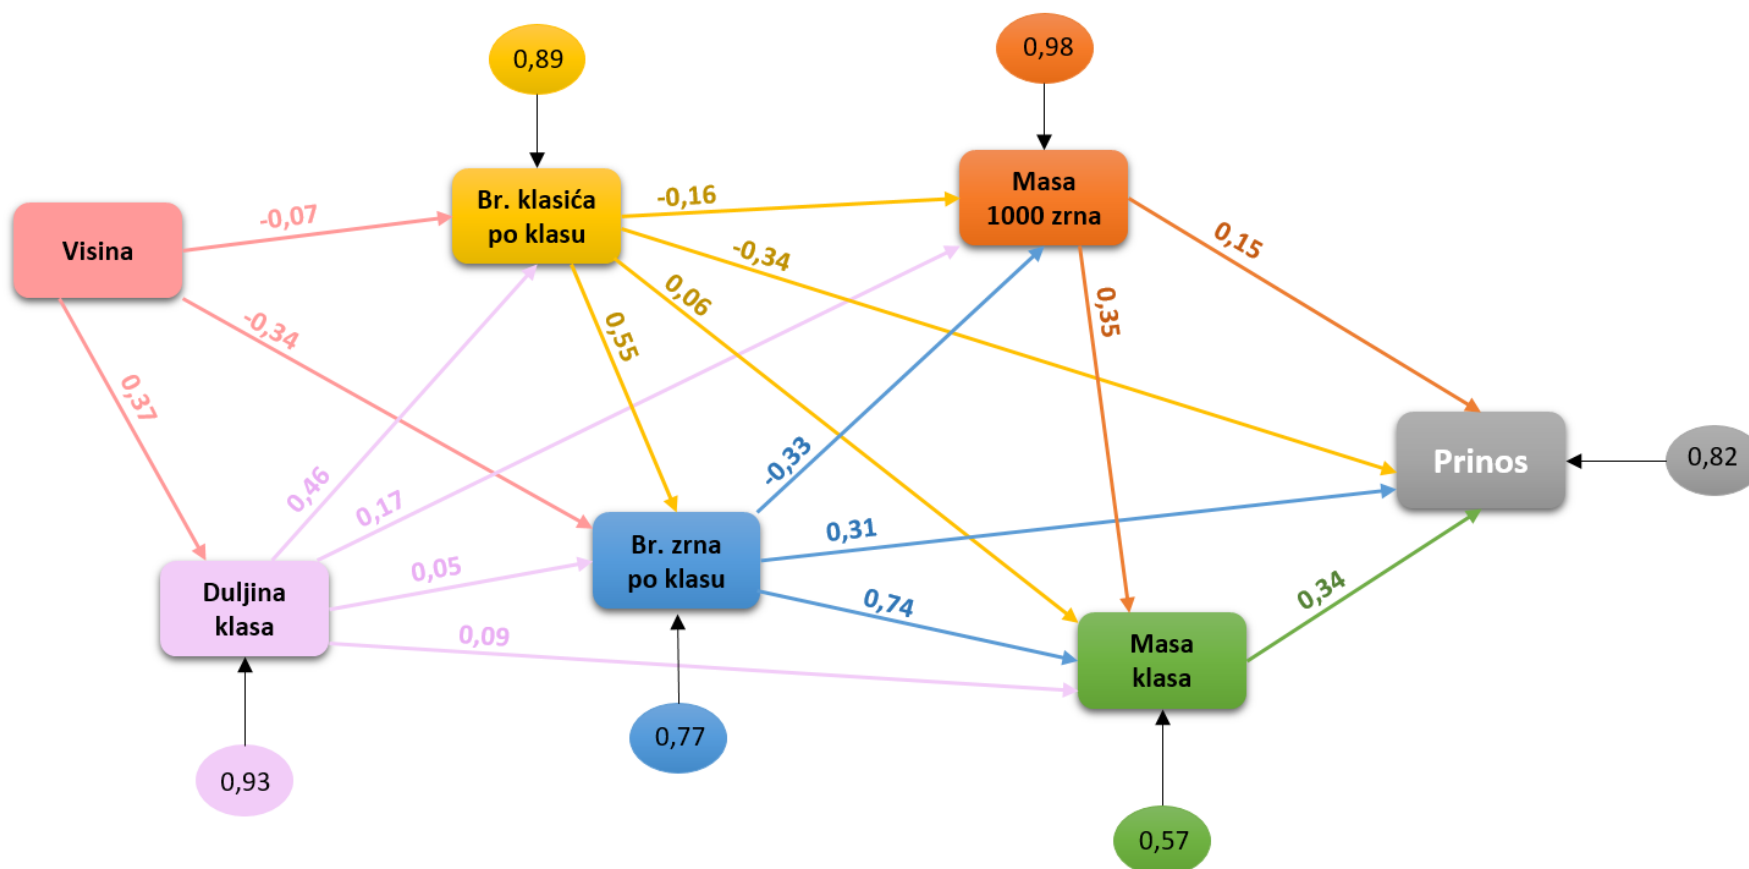 0,89
0,98
Br. klasića
po klasu
Masa
1000 zrna
Visina
-0,07
-0,16
-0,34
0,15
0,06
-0,34
0,55
0,35
0,37
0,46
0,17
-0,33
Prinos
0,82
Br. zrna
po klasu
0,31
0,05
0,74
0,34
Duljina
klasa
0,09
Masa
klasa
0,93
0,77
0,57